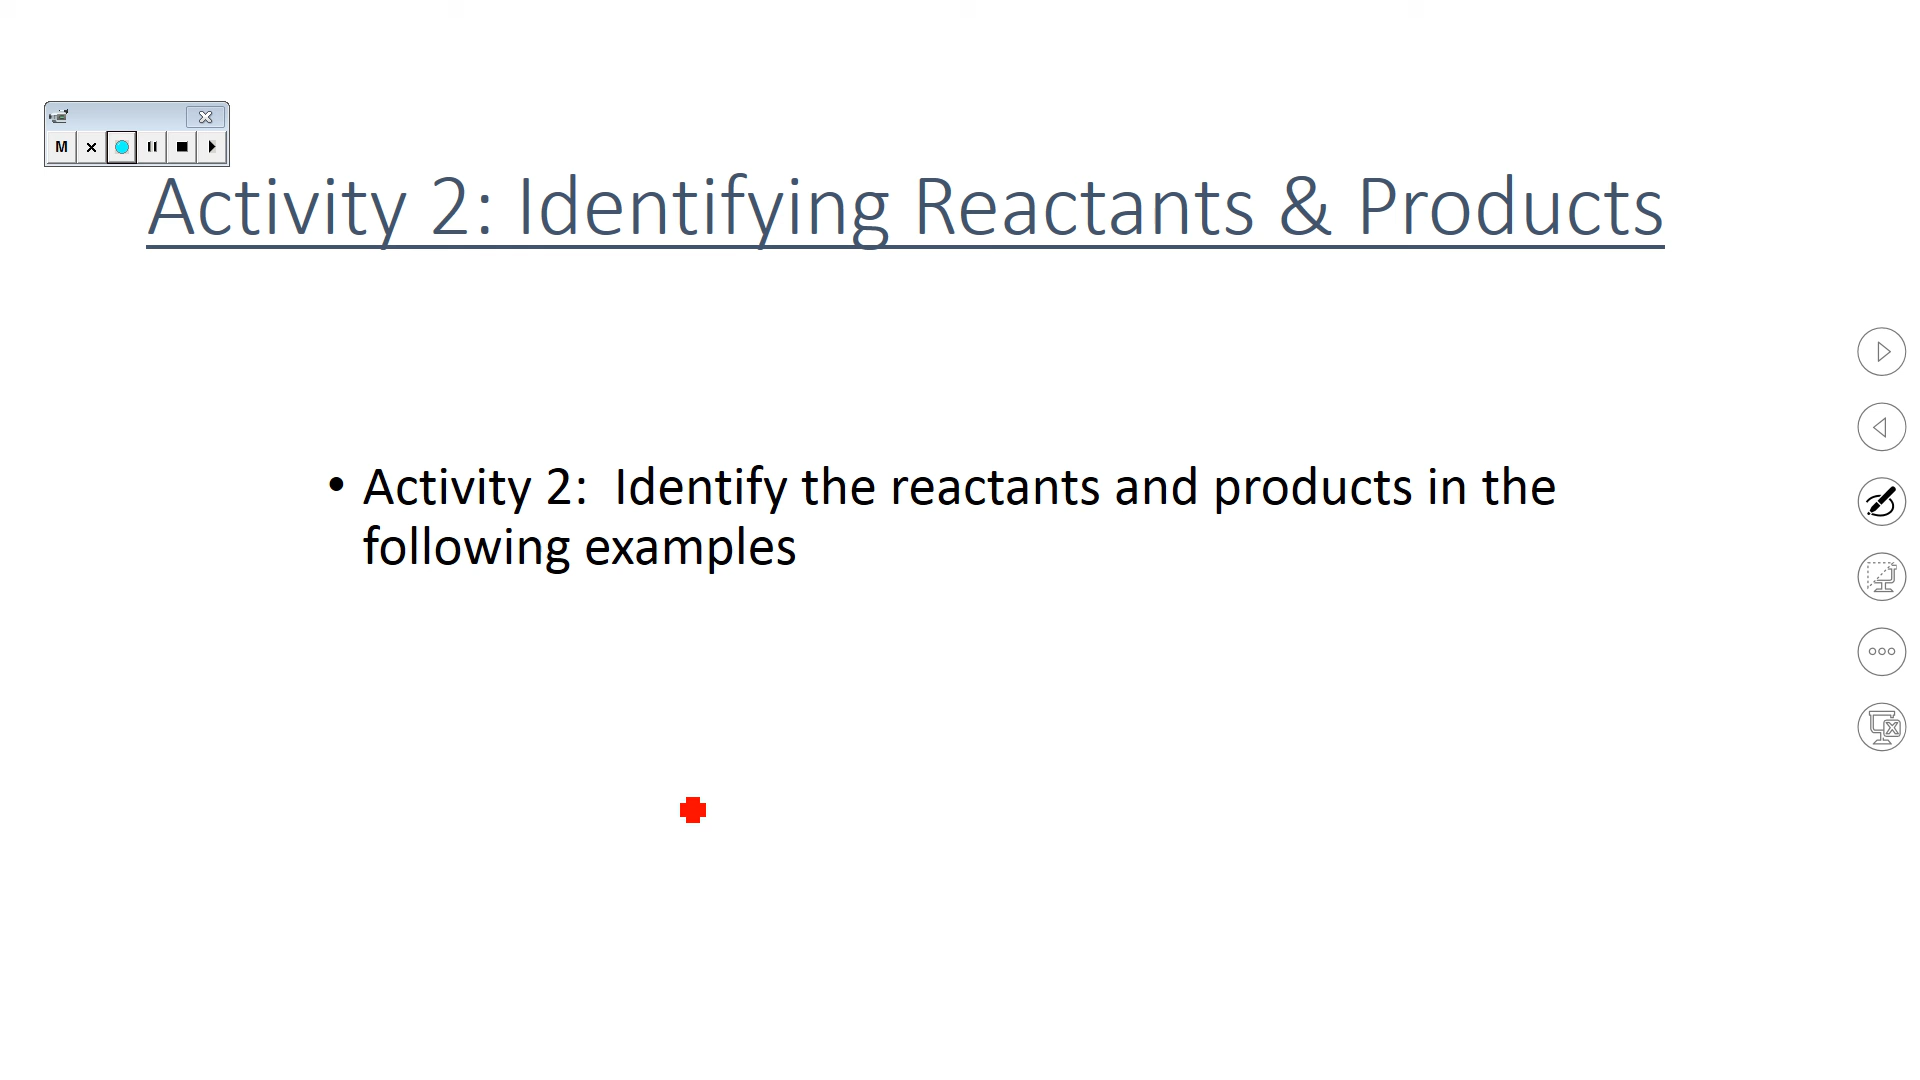 M
Activity 2: Identifying Reactants & Products
• Activity 2:  Identify the reactants and products in the
following examples